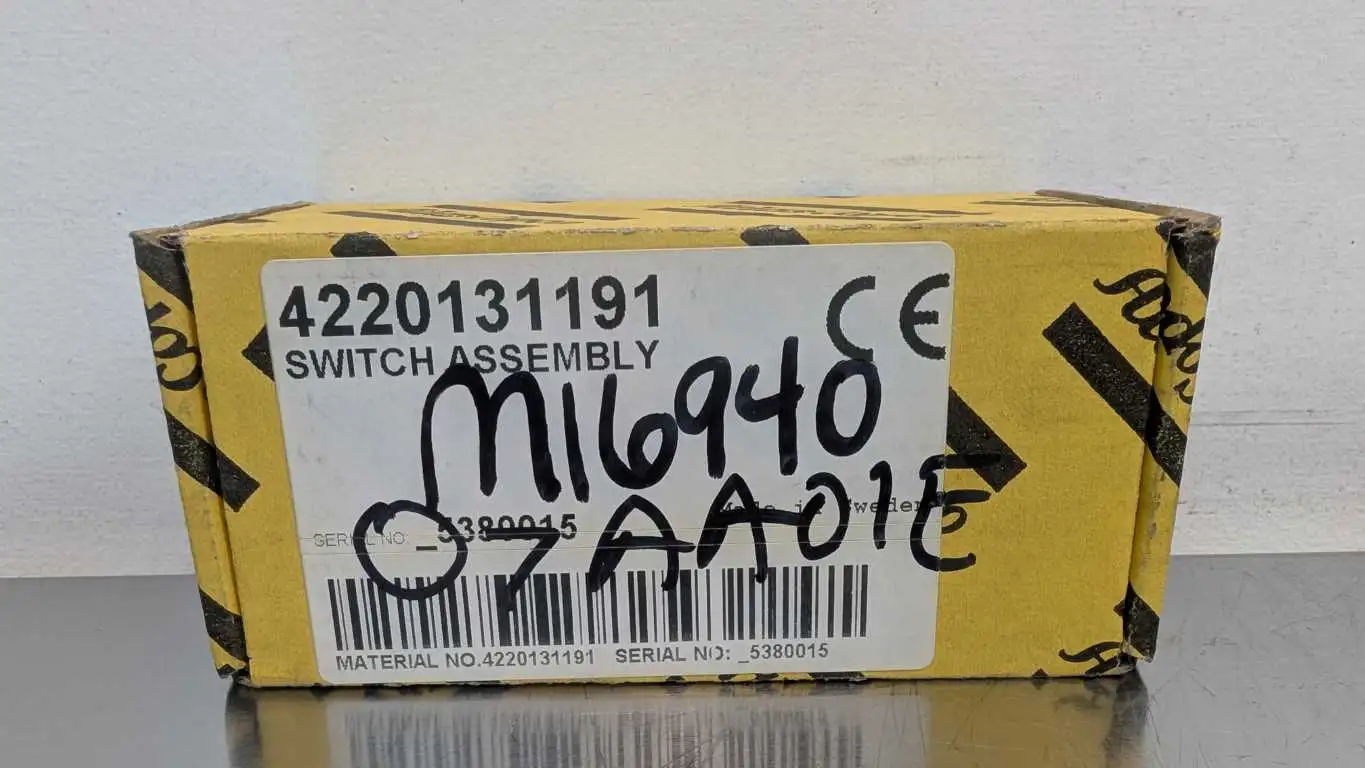 4220131191
CE
SWITCH ASSEMBLY
M16940
Made in Sweden
07AA01E
SERIAL NO: _5380015
MATERIAL NO.4220131191 SERIAL NO: _5380015